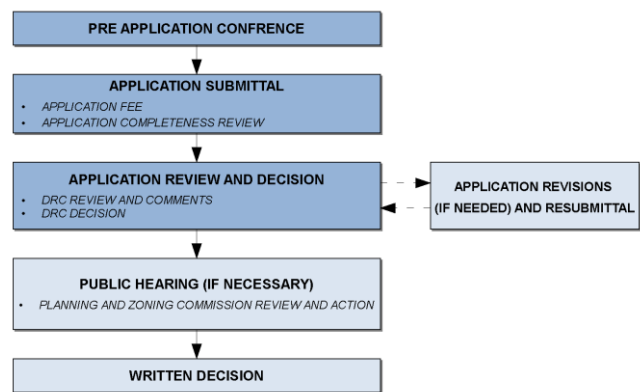 PRE APPLICATION CONFRENCE
APPLICATION SUBMITTAL
• APPLICATION FEE
• APPLICATION COMPLETENESS REVIEW
APPLICATION REVIEW AND DECISION
• DRC REVIEW AND COMMENTS
• DRC DECISION
APPLICATION REVISIONS
(IF NEEDED) AND RESUBMITTAL
PUBLIC HEARING (IF NECESSARY)
• PLANNING AND ZONING COMMISSION REVIEW AND ACTION
WRITTEN DECISION